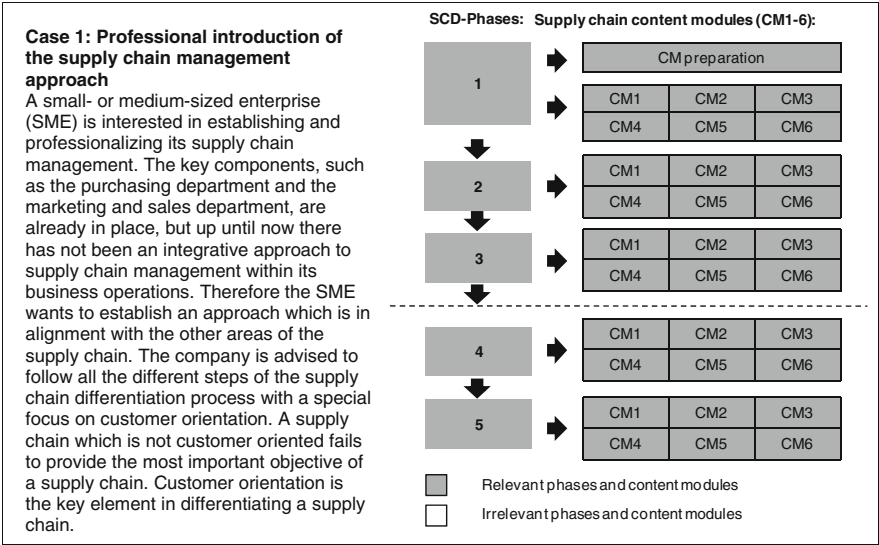 Case 1: Professional introduction of
the supply chain management
approach
A small- or medium-sized enterprise
(SME) is interested in establishing and
professionalizing its supply chain
management. The key components, such
as the purchasing department and the
marketing and sales department, are
already in place, but up until now there
has not been an integrative approach to
supply chain management within its
business operations. Therefore the SME
wants to establish an approach which is in
alignment with the other areas of the
supply chain. The company is advised to
follow all the different steps of the supply
chain differentiation process with a special
focus on customer orientation. A supply
chain which is not customer oriented fails
to provide the most important objective of
a supply chain. Customer orientation is
the key element in differentiating a supply
chain.
SCD-Phases: Supply chain content modules (CM1-6):
1
CM preparation
CM1 CM2 CM3
CM4 CM5 CM6
2
CM1 CM2 CM3
CM4 CM5 CM6
3
CM1 CM2 CM3
CM4 CM5 CM6
4
CM1 CM2 CM3
CM4 CM5 CM6
5
CM1 CM2 CM3
CM4 CM5 CM6
Relevant phases and content modules
Irrelevant phases and content modules